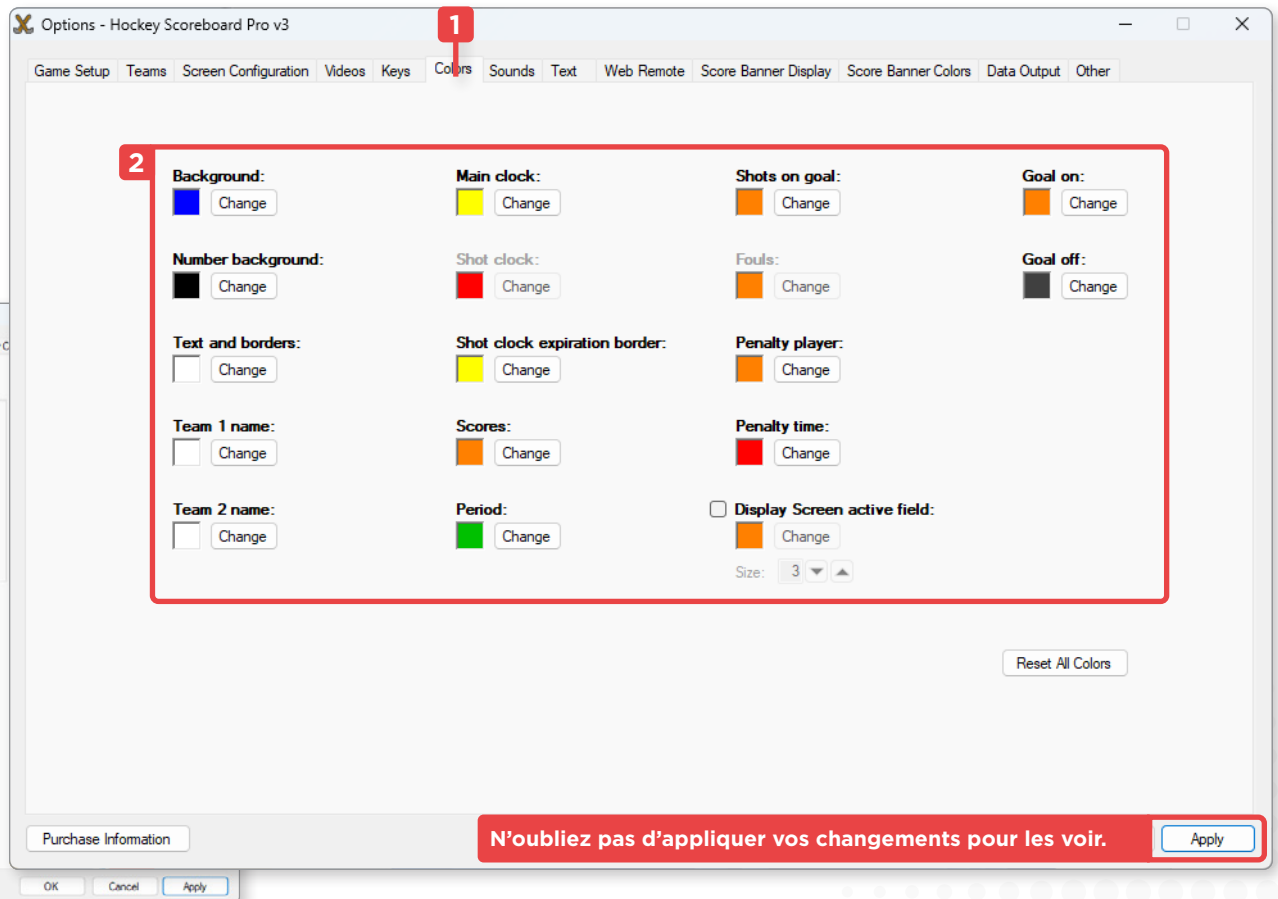 Options - Hockey Scoreboard Pro v3
1
Game Setup Teams Screen Configuration Videos Keys Colors Sounds Text Web Remote Score Banner Display Score Banner Colors Data Output Other
2
Background: Main clock: Shots on goal: Goal on:
Change Change Change Change
Number background: Shot clock: Fouls: Goal off:
Change Change Change Change
Text and borders: Shot clock expiration border: Penalty player:
Change Change Change
Team 1 name: Scores: Penalty time:
Change Change Change
Team 2 name: Period: Display Screen active field:
Change Change Change
Size: 3
Reset All Colors
Purchase Information N’oubliez pas d’appliquer vos changements pour les voir. Apply
OK Cancel Apply